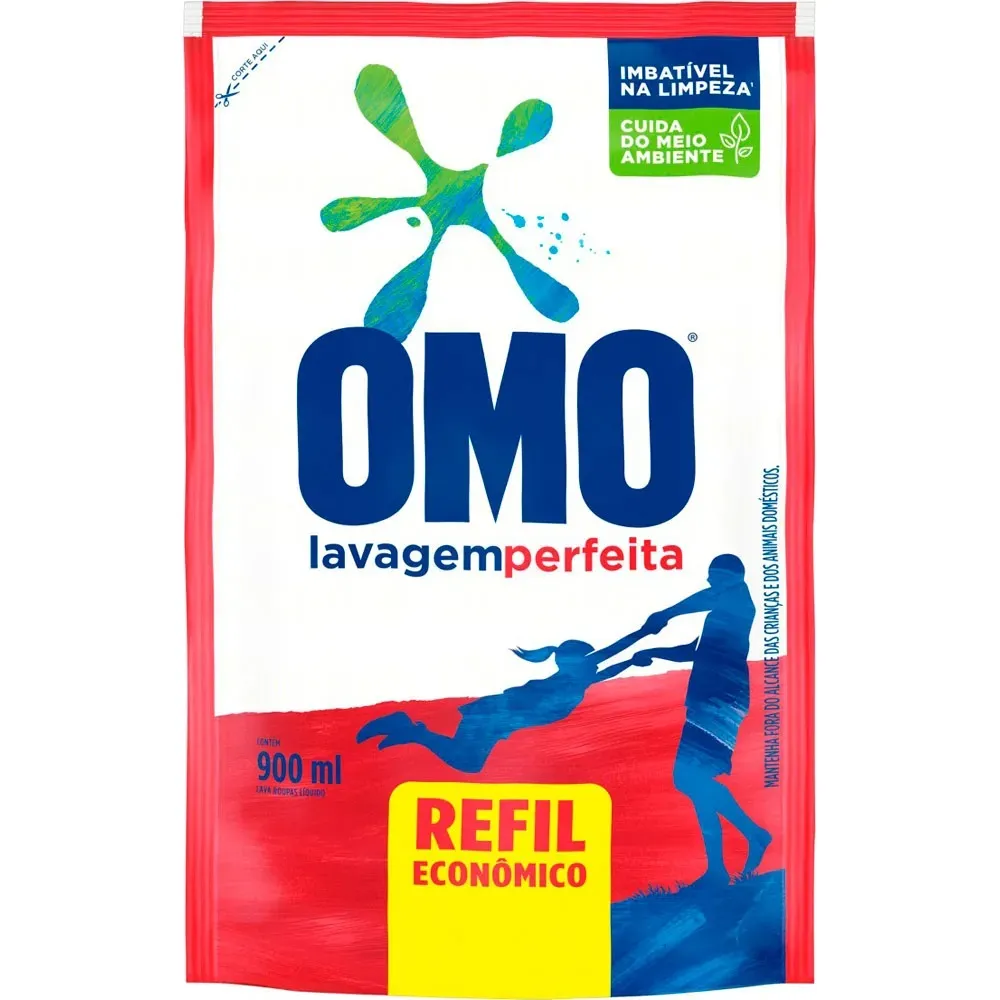 CORTE AQUI
IMBATÍVEL
NA LIMPEZA¹
CUIDA
DO MEIO
AMBIENTE
OMO®
lavagemperfeita
MANTENHA FORA DO ALCANCE DAS CRIANÇAS E DOS ANIMAIS DOMÉSTICOS.
CONTÉM
900 ml
LAVA ROUPAS LÍQUIDO
REFIL
ECONÔMICO